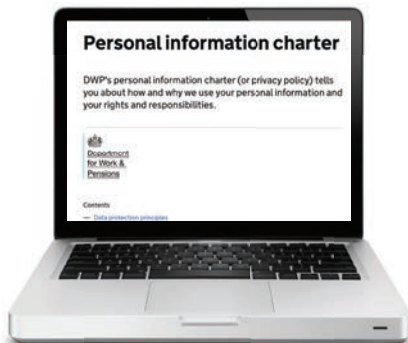 Personal information charter
DWP's personal information charter (or privacy policy) tells
you about how and why we use your personal information and
your rights and responsibilities.
Department
for Work &
Pensions
Contents
— Data protection principles